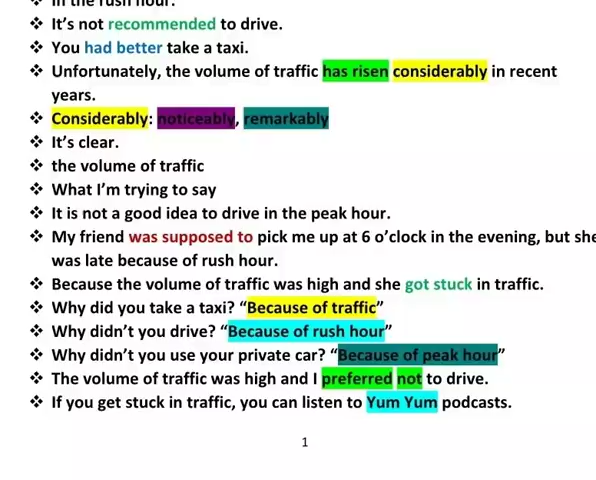 In the rush hour.
❖ It’s not recommended to drive.
❖ You had better take a taxi.
❖ Unfortunately, the volume of traffic has risen considerably in recent
years.
❖ Considerably: noticeably, remarkably
❖ It’s clear.
❖ the volume of traffic
❖ What I’m trying to say
❖ It is not a good idea to drive in the peak hour.
❖ My friend was supposed to pick me up at 6 o’clock in the evening, but she
was late because of rush hour.
❖ Because the volume of traffic was high and she got stuck in traffic.
❖ Why did you take a taxi? “Because of traffic”
❖ Why didn’t you drive? “Because of rush hour”
❖ Why didn’t you use your private car? “Because of peak hour”
❖ The volume of traffic was high and I preferred not to drive.
❖ If you get stuck in traffic, you can listen to Yum Yum podcasts.
1